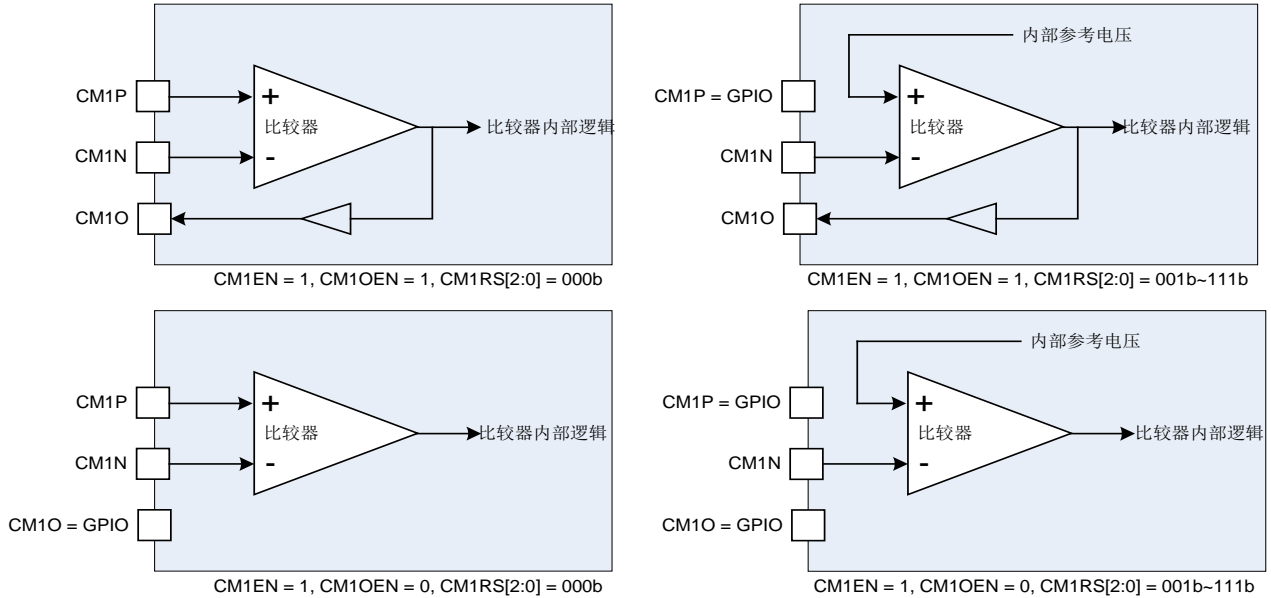 CM1P
+
比较器
比较器内部逻辑
CM1N
-
CM1O
CM1EN = 1, CM1OEN = 1, CM1RS[2:0] = 000b
内部参考电压
CM1P = GPIO
+
比较器
比较器内部逻辑
CM1N
-
CM1O
CM1EN = 1, CM1OEN = 1, CM1RS[2:0] = 001b~111b
CM1P
+
比较器
比较器内部逻辑
CM1N
-
CM1O = GPIO
CM1EN = 1, CM1OEN = 0, CM1RS[2:0] = 000b
内部参考电压
CM1P = GPIO
+
比较器
比较器内部逻辑
CM1N
-
CM1O = GPIO
CM1EN = 1, CM1OEN = 0, CM1RS[2:0] = 001b~111b